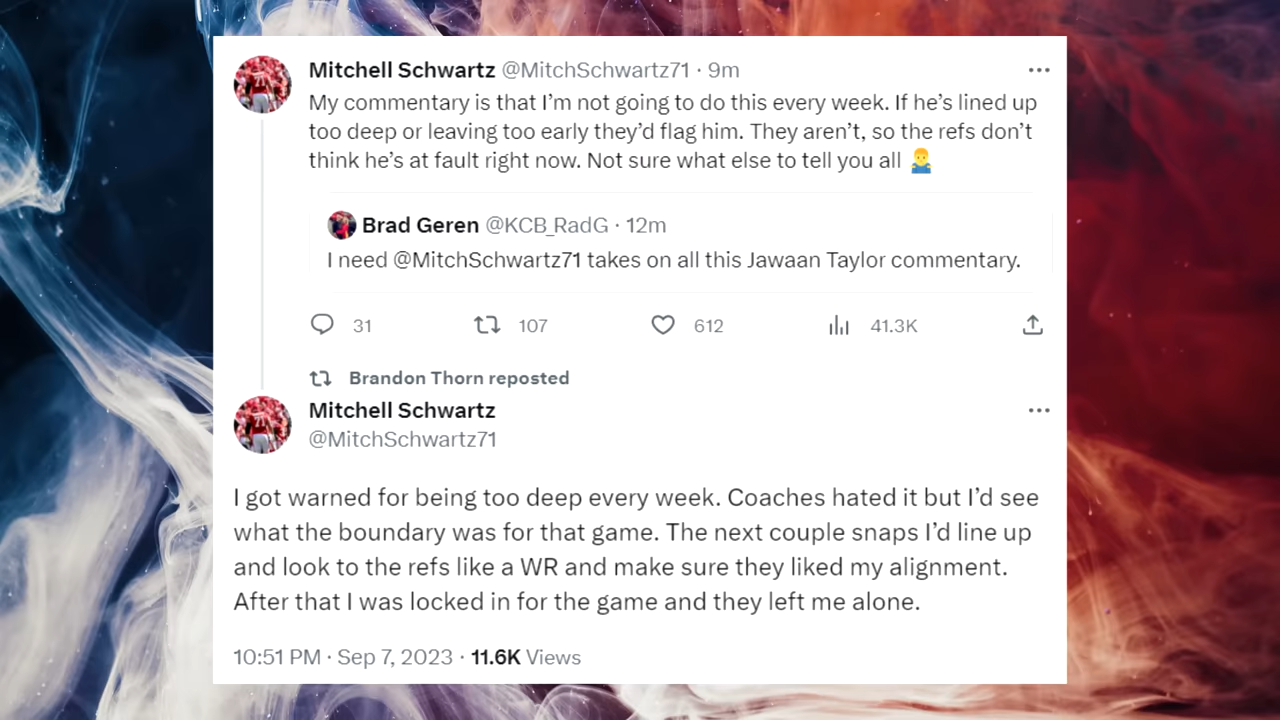 Mitchell Schwartz @MitchSchwartz71 · 9m
My commentary is that I’m not going to do this every week. If he’s lined up
too deep or leaving too early they’d flag him. They aren’t, so the refs don’t
think he’s at fault right now. Not sure what else to tell you all 🤷‍♂️
Brad Geren @KCB_RadG · 12m
I need @MitchSchwartz71 takes on all this Jawaan Taylor commentary.
31 107 612 41.3K
Brandon Thorn reposted
Mitchell Schwartz
@MitchSchwartz71
I got warned for being too deep every week. Coaches hated it but I’d see
what the boundary was for that game. The next couple snaps I’d line up
and look to the refs like a WR and make sure they liked my alignment.
After that I was locked in for the game and they left me alone.
10:51 PM · Sep 7, 2023 · 11.6K Views